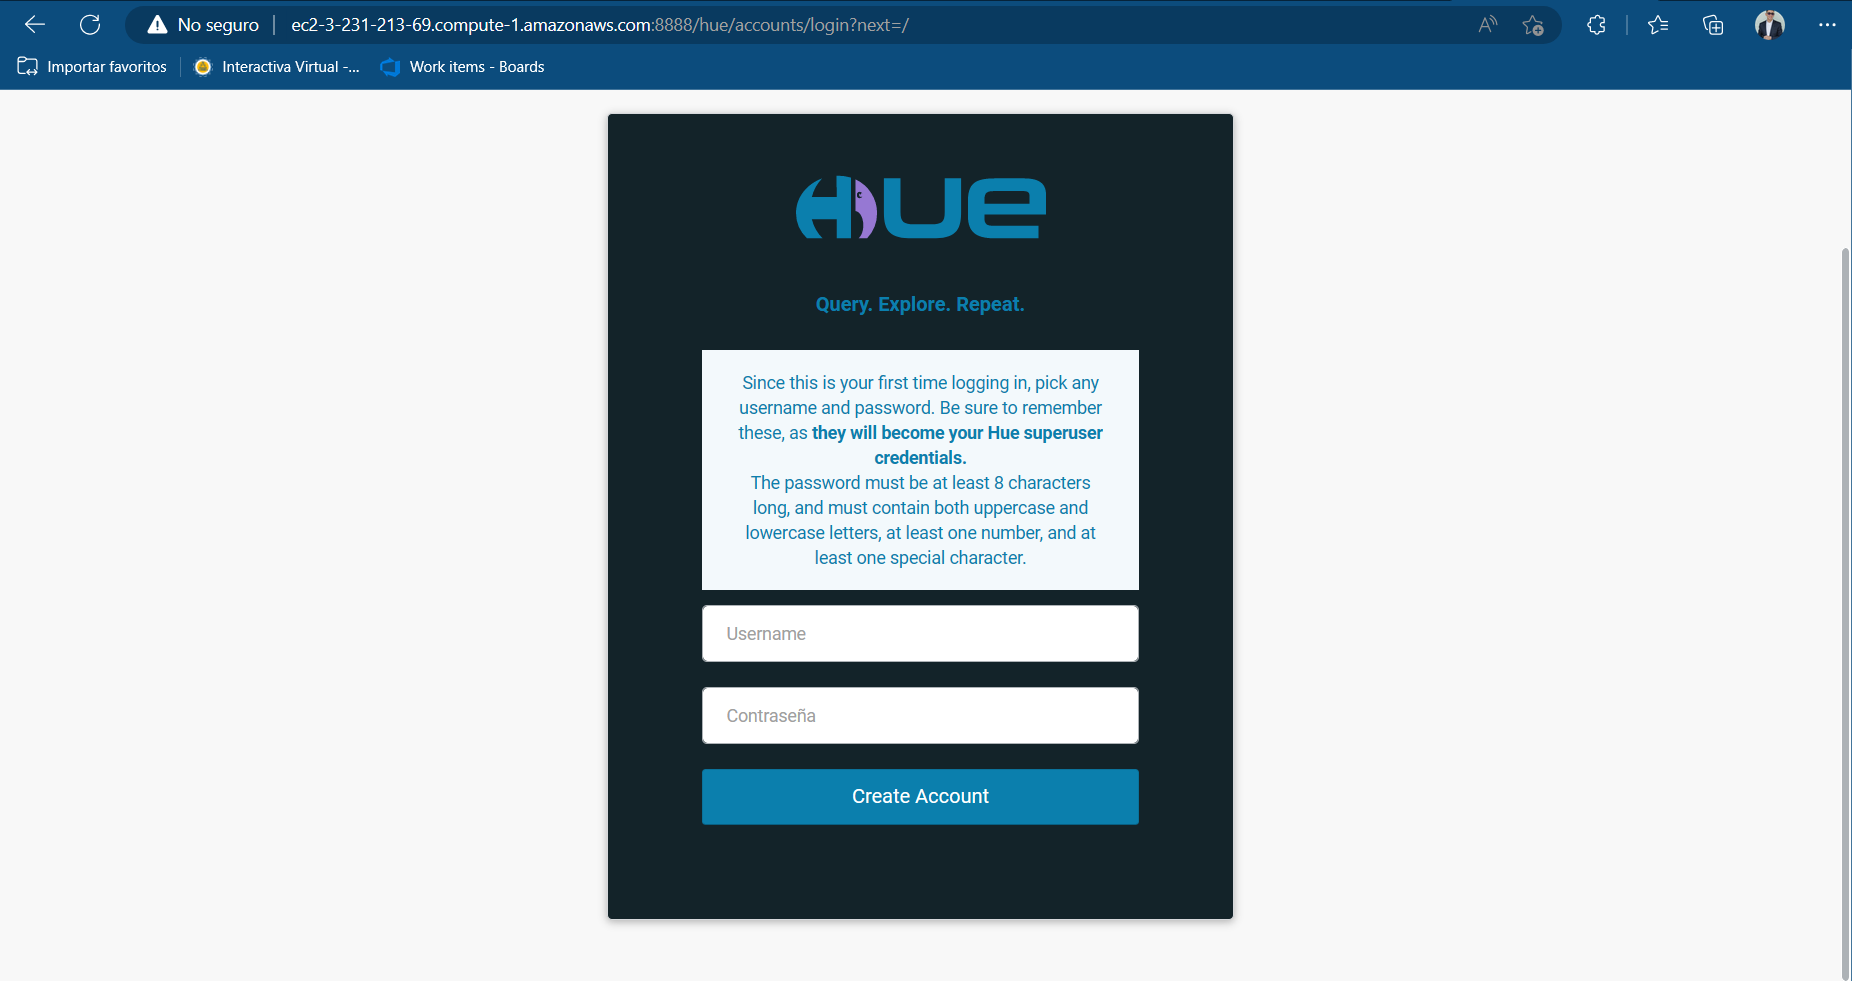 No seguro
ec2-3-231-213-69.compute-1.amazonaws.com:8888/hue/accounts/login?next=/
Importar favoritos
Interactiva Virtual -...
Work items - Boards
HUE
Query. Explore. Repeat.
Since this is your first time logging in, pick any
username and password. Be sure to remember
these, as they will become your Hue superuser
credentials.
The password must be at least 8 characters
long, and must contain both uppercase and
lowercase letters, at least one number, and at
least one special character.
Username
Contraseña
Create Account